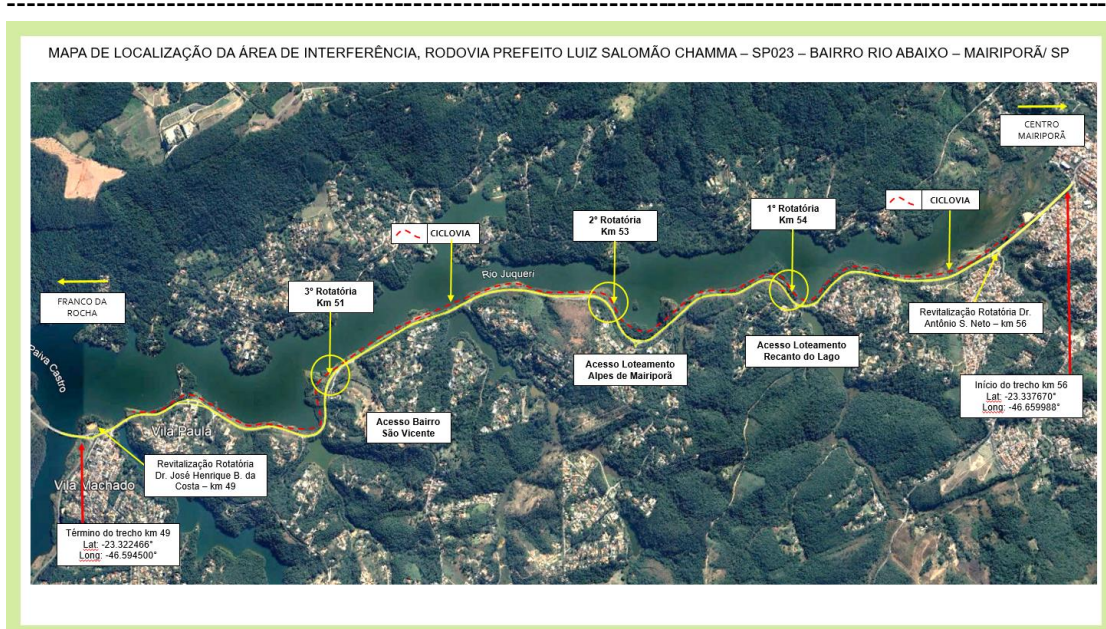 MAPA DE LOCALIZAÇÃO DA ÁREA DE INTERFERÊNCIA, RODOVIA PREFEITO LUIZ SALOMÃO CHAMMA – SP023 – BAIRRO RIO ABAIXO – MAIRIPORÃ/ SP
CENTRO
MAIRIPORÃ
1º Rotatória
Km 54
CICLOVIA
2º Rotatória
Km 53
CICLOVIA
Rio Juqueri
3º Rotatória
Km 51
FRANCO DA
ROCHA
Revitalização Rotatória Dr.
Antônio S. Neto – km 56
Paiva Castro
Acesso Loteamento
Recanto do Lago
Acesso Loteamento
Alpes de Mairiporã
Início do trecho km 56
Lat: -23.337670°
Long: -46.659988°
Acesso Bairro
São Vicente
Vila Paula
Revitalização Rotatória
Dr. José Henrique B. da
Costa – km 49
Vila Machado
Término do trecho km 49
Lat: -23.322466°
Long: -46.594500°